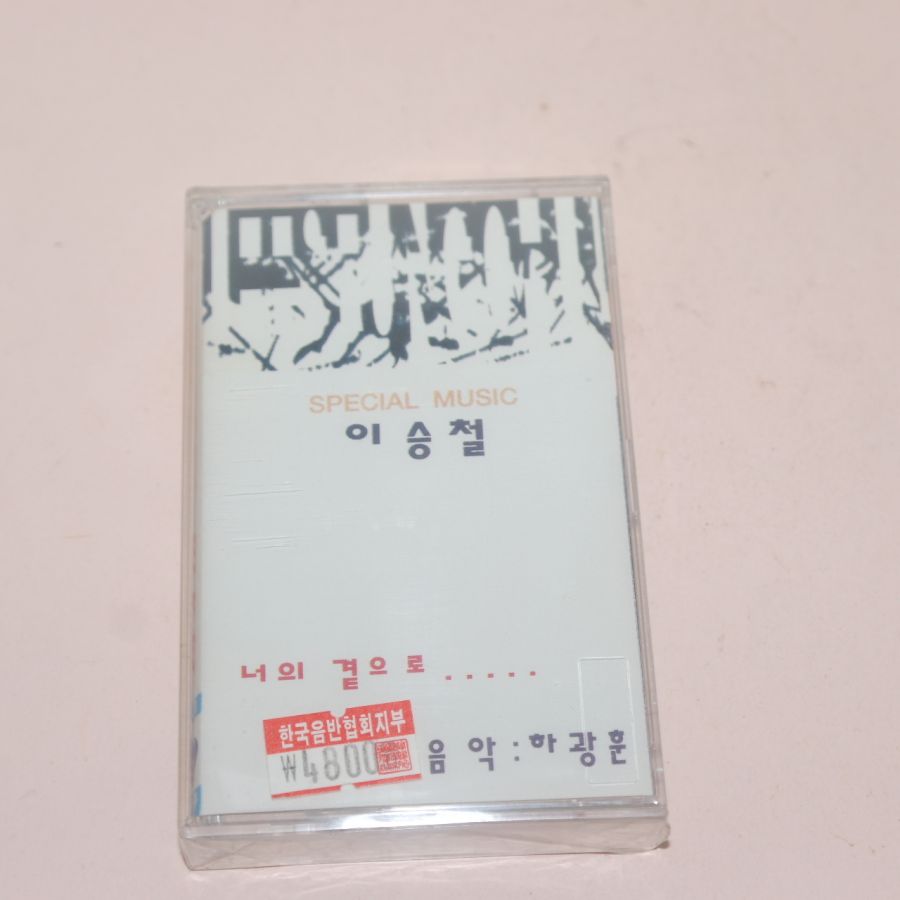 SPECIAL MUSIC
이승철
너의 곁으로.....
한국음반협회지부
₩4800
음악:하광훈